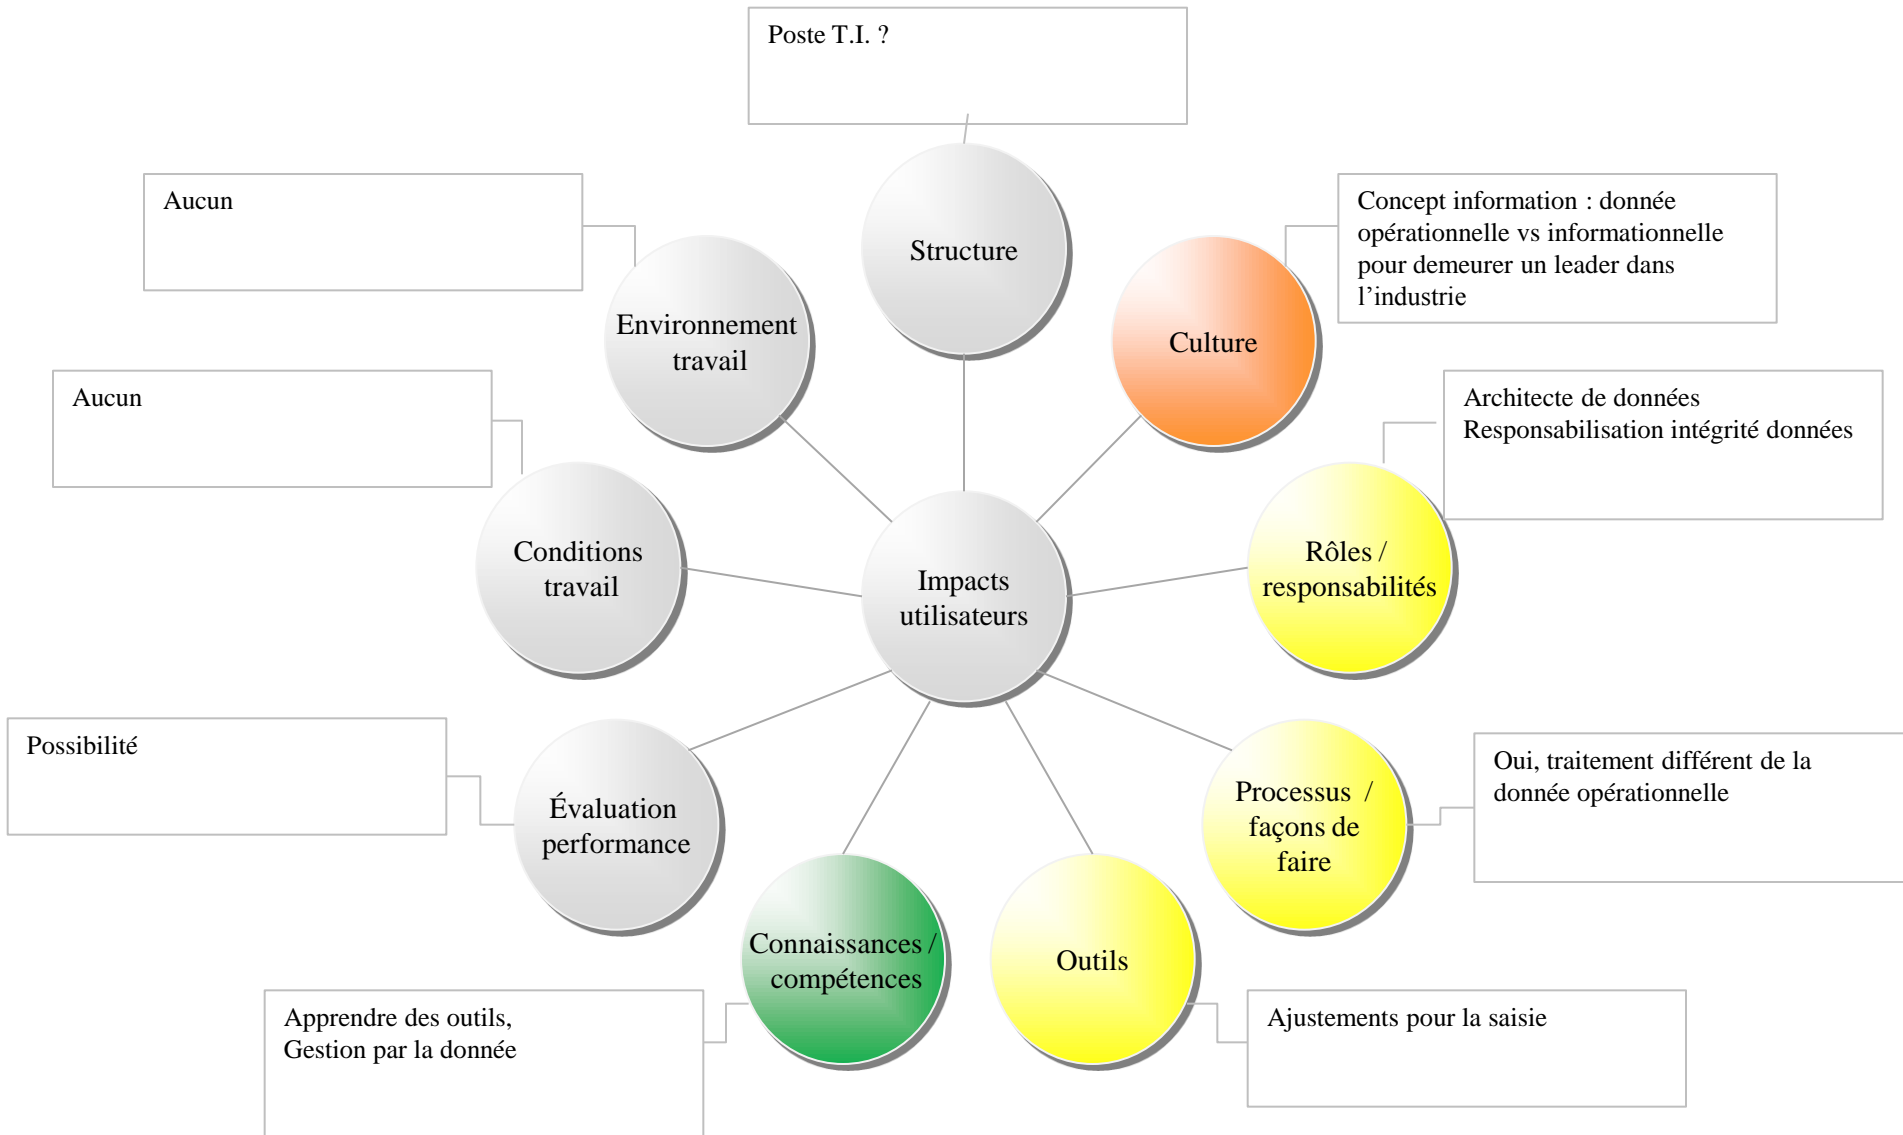 Poste T.I. ?
Aucun
Concept information : donnée
opérationnelle vs informationnelle
pour demeurer un leader dans
l’industrie
Structure
Environnement
travail
Culture
Aucun
Architecte de données
Responsabilisation intégrité données
Conditions
travail
Impacts
utilisateurs
Rôles /
responsabilités
Possibilité
Évaluation
performance
Processus /
façons de
faire
Oui, traitement différent de la
donnée opérationnelle
Connaissances /
compétences
Outils
Apprendre des outils,
Gestion par la donnée
Ajustements pour la saisie